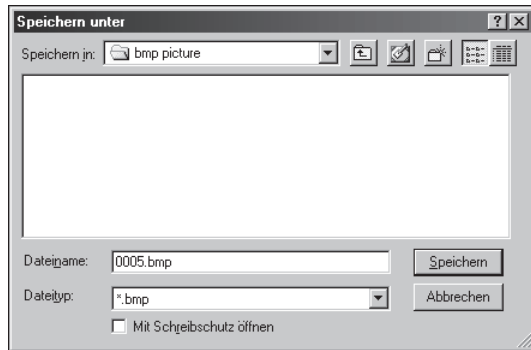 Speichern unter
Speichern in: bmp picture
Dateiname: 0005.bmp Speichern
Dateityp: *.bmp Abbrechen
Mit Schreibschutz öffnen